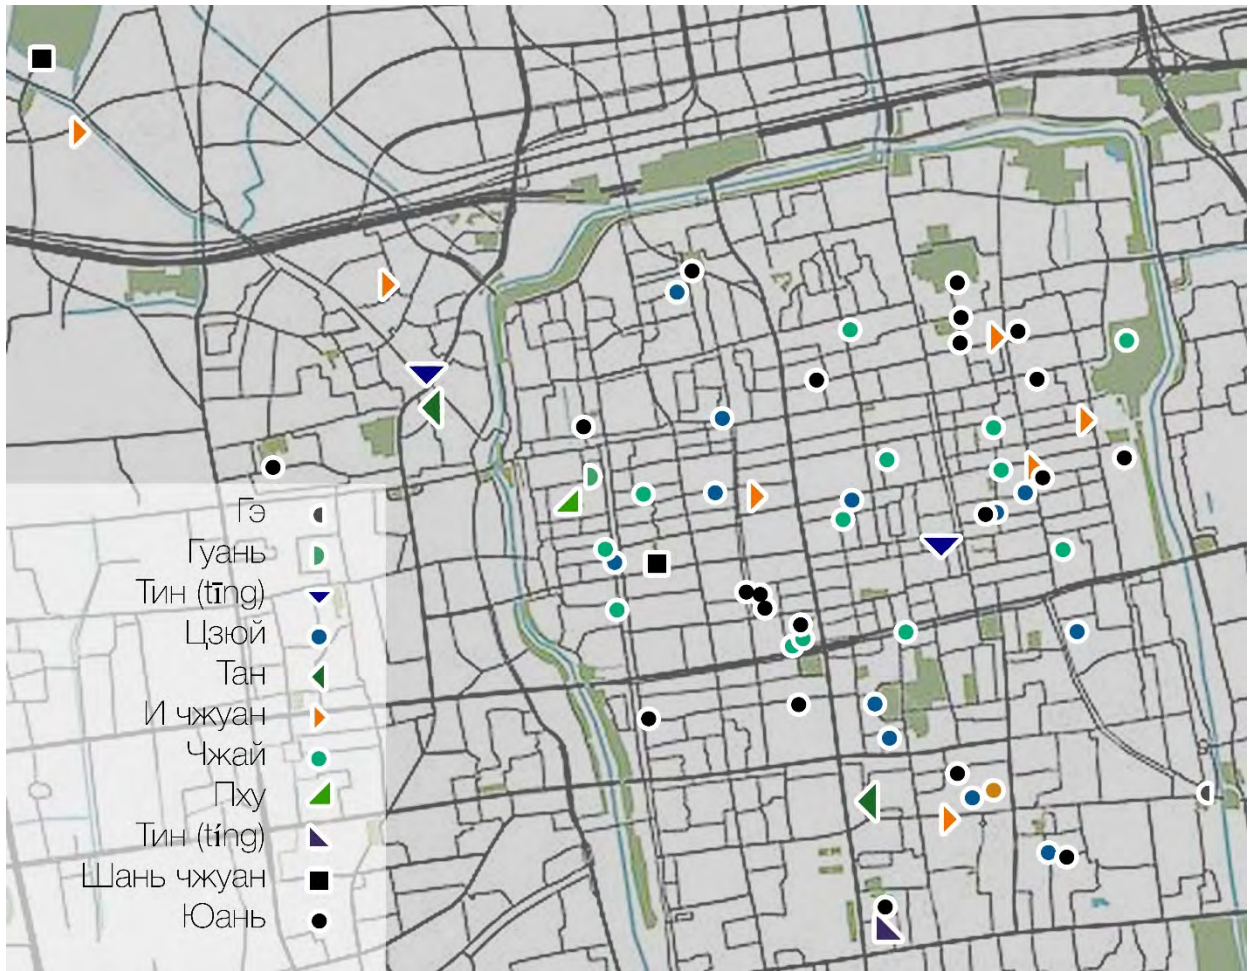 Гэ
Гуань
Тин (tīng)
Цзюй
Тан
И чжуан
Чжай
Пху
Тин (tíng)
Шань чжуан
Юань